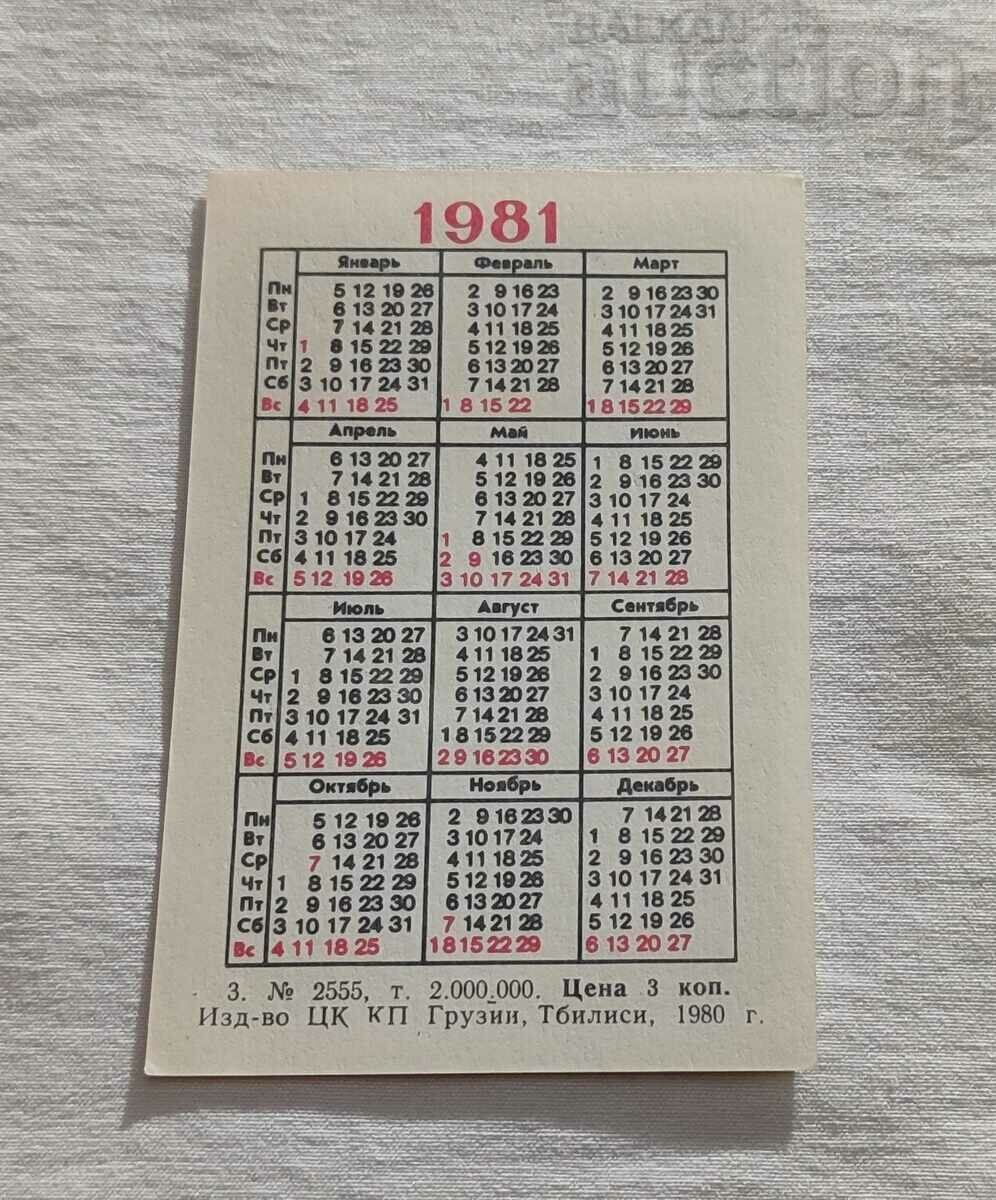 BALKAN
auction
1981
Январь Февраль Март
Пн 5 12 19 26 2 9 16 23 2 9 16 23 30
Вт 6 13 20 27 3 10 17 24 3 10 17 24 31
Ср 7 14 21 28 4 11 18 25 4 11 18 25
Чт 1 8 15 22 29 5 12 19 26 5 12 19 26
Пт 2 9 16 23 30 6 13 20 27 6 13 20 27
Сб 3 10 17 24 31 7 14 21 28 7 14 21 28
Вс 4 11 18 25 1 8 15 22 1 8 15 22 29
Апрель Май Июнь
Пн 6 13 20 27 4 11 18 25 1 8 15 22 29
Вт 7 14 21 28 5 12 19 26 2 9 16 23 30
Ср 1 8 15 22 29 6 13 20 27 3 10 17 24
Чт 2 9 16 23 30 7 14 21 28 4 11 18 25
Пт 3 10 17 24 1 8 15 22 29 5 12 19 26
Сб 4 11 18 25 2 9 16 23 30 6 13 20 27
Вс 5 12 19 26 3 10 17 24 31 7 14 21 28
Июль Август Сентябрь
Пн 6 13 20 27 3 10 17 24 31 7 14 21 28
Вт 7 14 21 28 4 11 18 25 1 8 15 22 29
Ср 1 8 15 22 29 5 12 19 26 2 9 16 23 30
Чт 2 9 16 23 30 6 13 20 27 3 10 17 24
Пт 3 10 17 24 31 7 14 21 28 4 11 18 25
Сб 4 11 18 25 1 8 15 22 29 5 12 19 26
Вс 5 12 19 26 2 9 16 23 30 6 13 20 27
Октябрь Ноябрь Декабрь
Пн 5 12 19 26 2 9 16 23 30 7 14 21 28
Вт 6 13 20 27 3 10 17 24 1 8 15 22 29
Ср 7 14 21 28 4 11 18 25 2 9 16 23 30
Чт 1 8 15 22 29 5 12 19 26 3 10 17 24 31
Пт 2 9 16 23 30 6 13 20 27 4 11 18 25
Сб 3 10 17 24 31 7 14 21 28 5 12 19 26
Вс 4 11 18 25 1 8 15 22 29 6 13 20 27
З. № 2555, т. 2.000.000. Цена 3 коп.
Изд-во ЦК КП Грузии, Тбилиси, 1980 г.